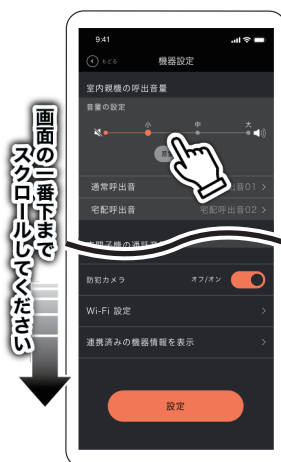 画面の一番下まで
スクロールしてください
9:41
もどる
機器設定
室内親機の呼出音量
音量の設定
小 中 大
通常呼出音
出音01 >
宅配呼出音
宅配呼出音02 >
防犯カメラ
オフ/オン
Wi-Fi 設定 >
連携済みの機器情報を表示 >
設定